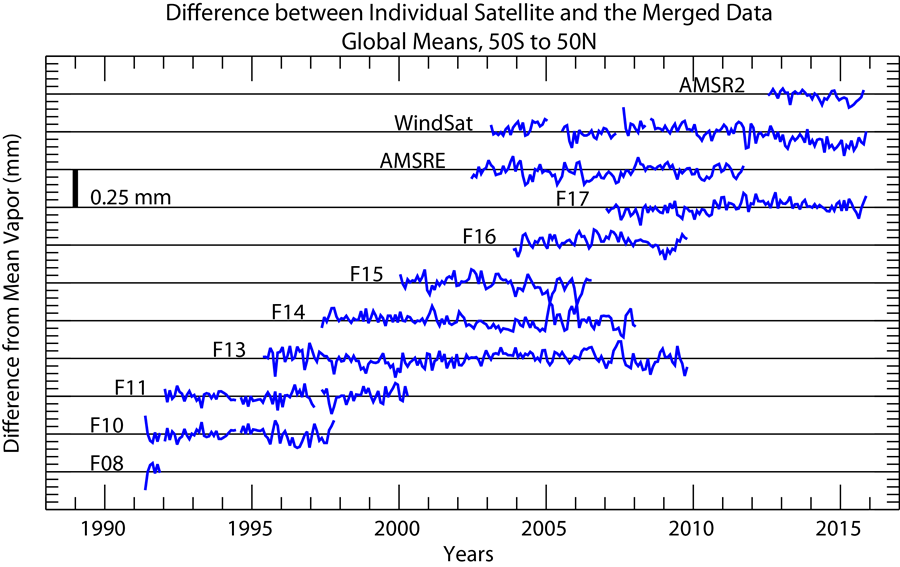 Difference between Individual Satellite and the Merged Data
Global Means, 50S to 50N
Difference from Mean Vapor (mm)
AMSR2
WindSat
AMSRE
0.25 mm
F17
F16
F15
F14
F13
F11
F10
F08
1990 1995 2000 2005 2010 2015
Years